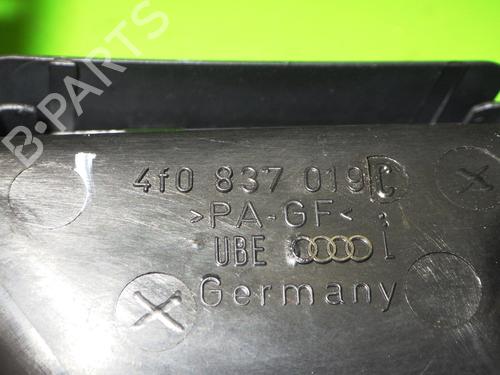 B-PARTS
4f0 837 019 C
>PA-GF<
UBE
Germany